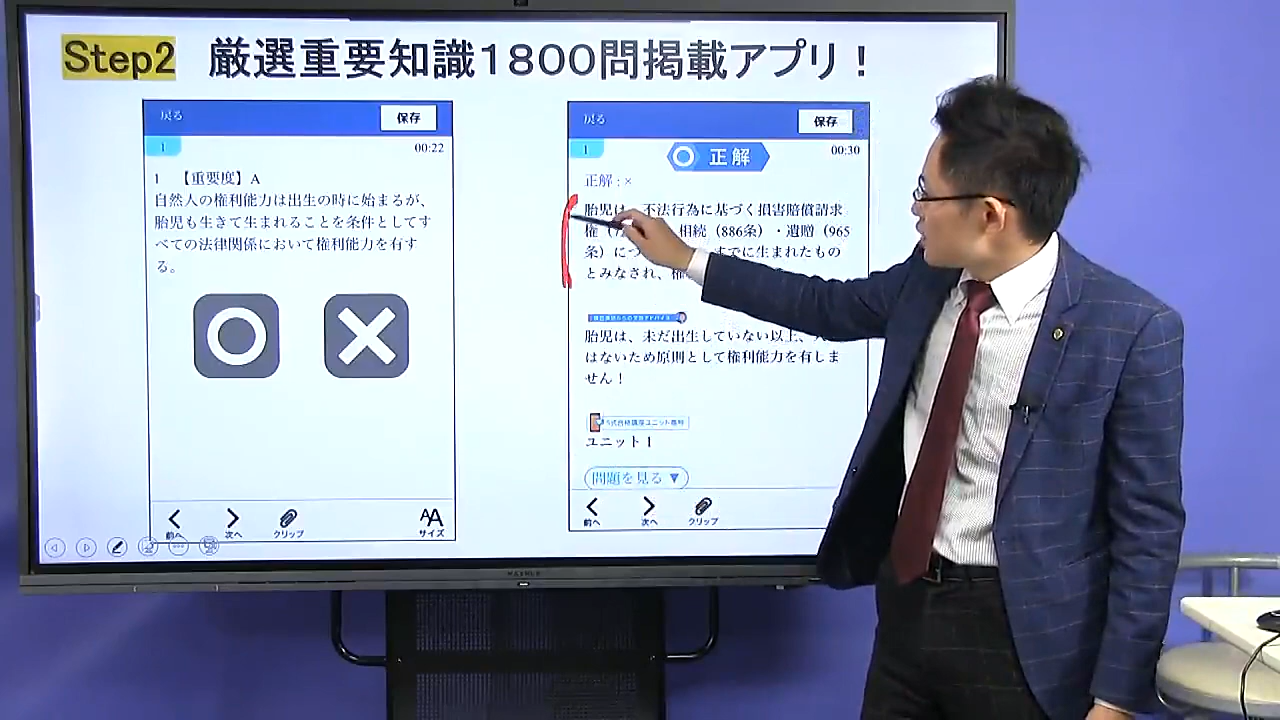 Step2 厳選重要知識1800問掲載アプリ!
戻る
保存
1
00:22
1 【重要度】A
自然人の権利能力は出生の時に始まるが、
胎児も生きて生まれることを条件としてす
べての法律関係において権利能力を有す
る。
前へ
次へ
クリップ
AA
サイズ
戻る
保存
1
正解
00:30
正解:×
胎児は、不法行為に基づく損害賠償請求
権(7 相続(886条)・遺贈(965
条)につ すでに生まれたもの
とみなされ、権
胎児は、未だ出生していない以上、
はないため原則として権利能力を有しま
せん!
ユニット1
問題を見る ▼
前へ
次へ
クリップ